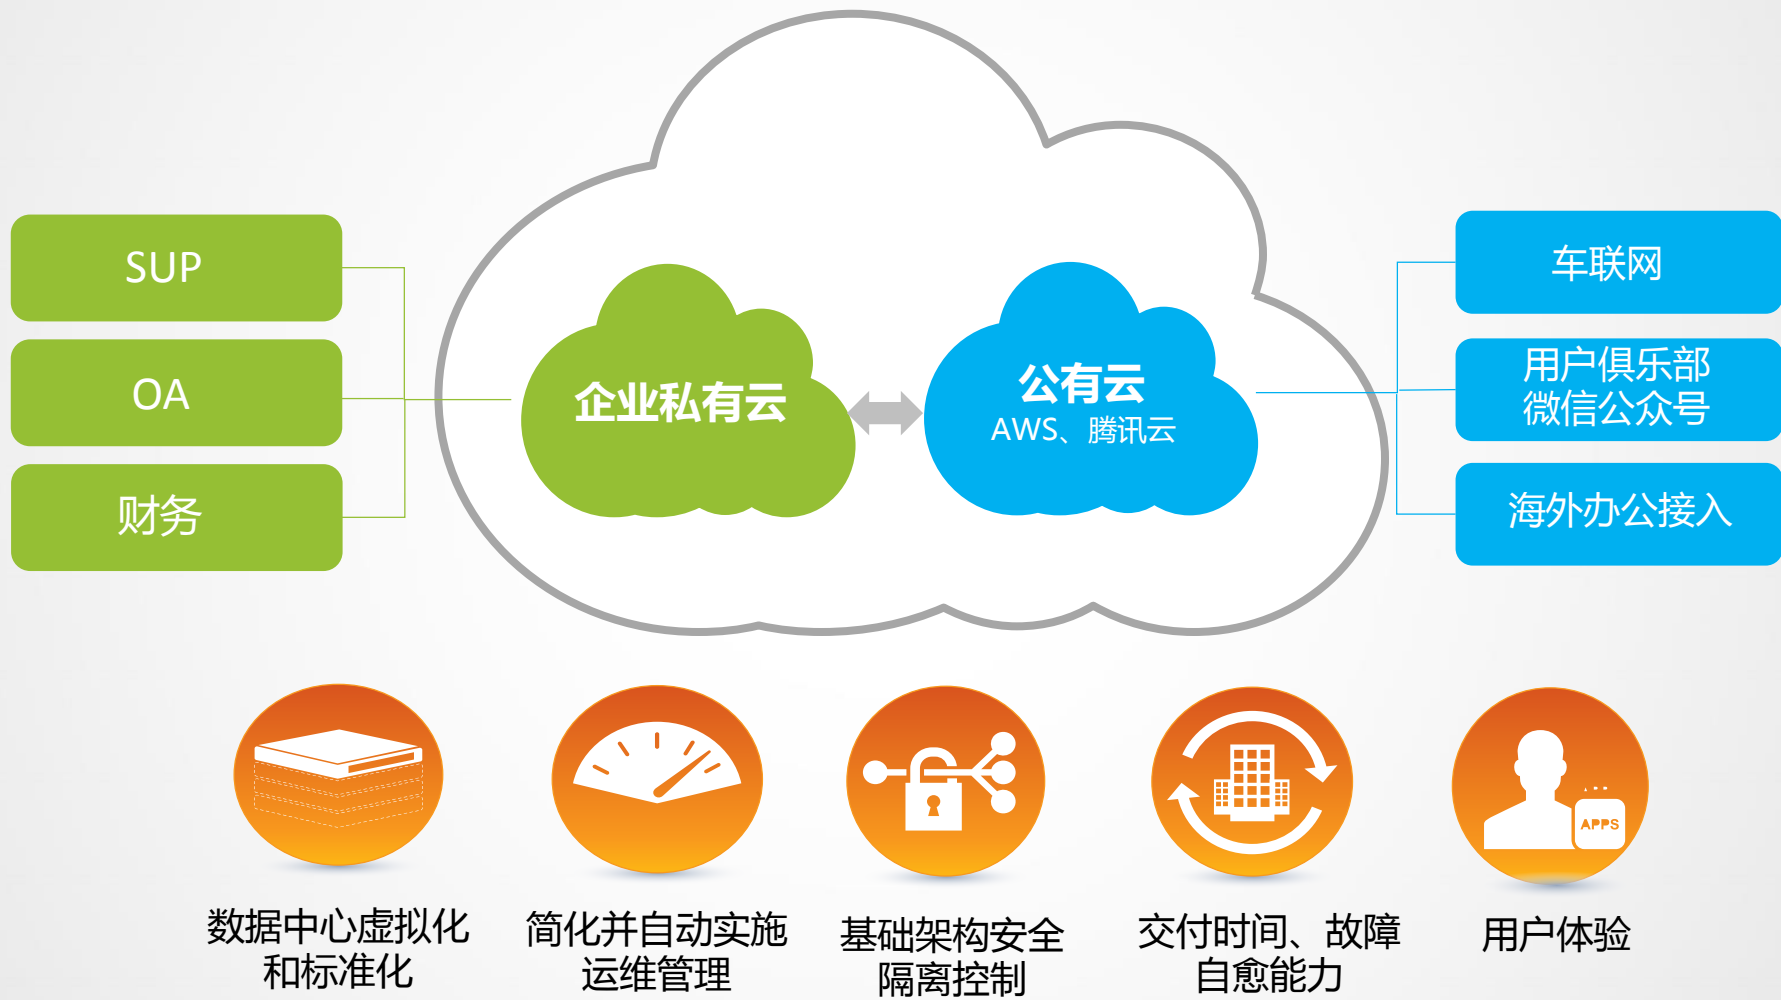 SUP
OA
财务
企业私有云
公有云
AWS、腾讯云
车联网
用户俱乐部
微信公众号
海外办公接入
APPS
数据中心虚拟化
和标准化
简化并自动实施
运维管理
基础架构安全
隔离控制
交付时间、故障
自愈能力
用户体验